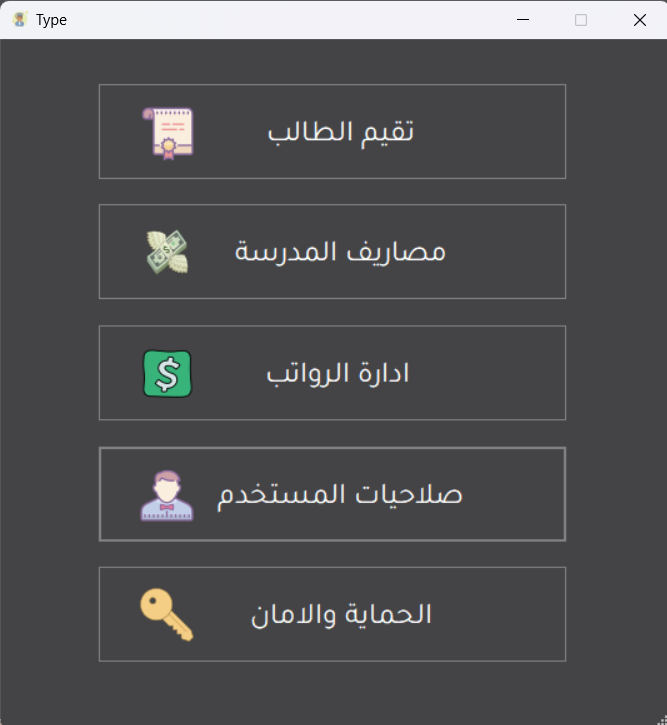 Type
تقيم الطالب
مصاريف المدرسة
ادارة الرواتب
صلاحيات المستخدم
الحماية والامان